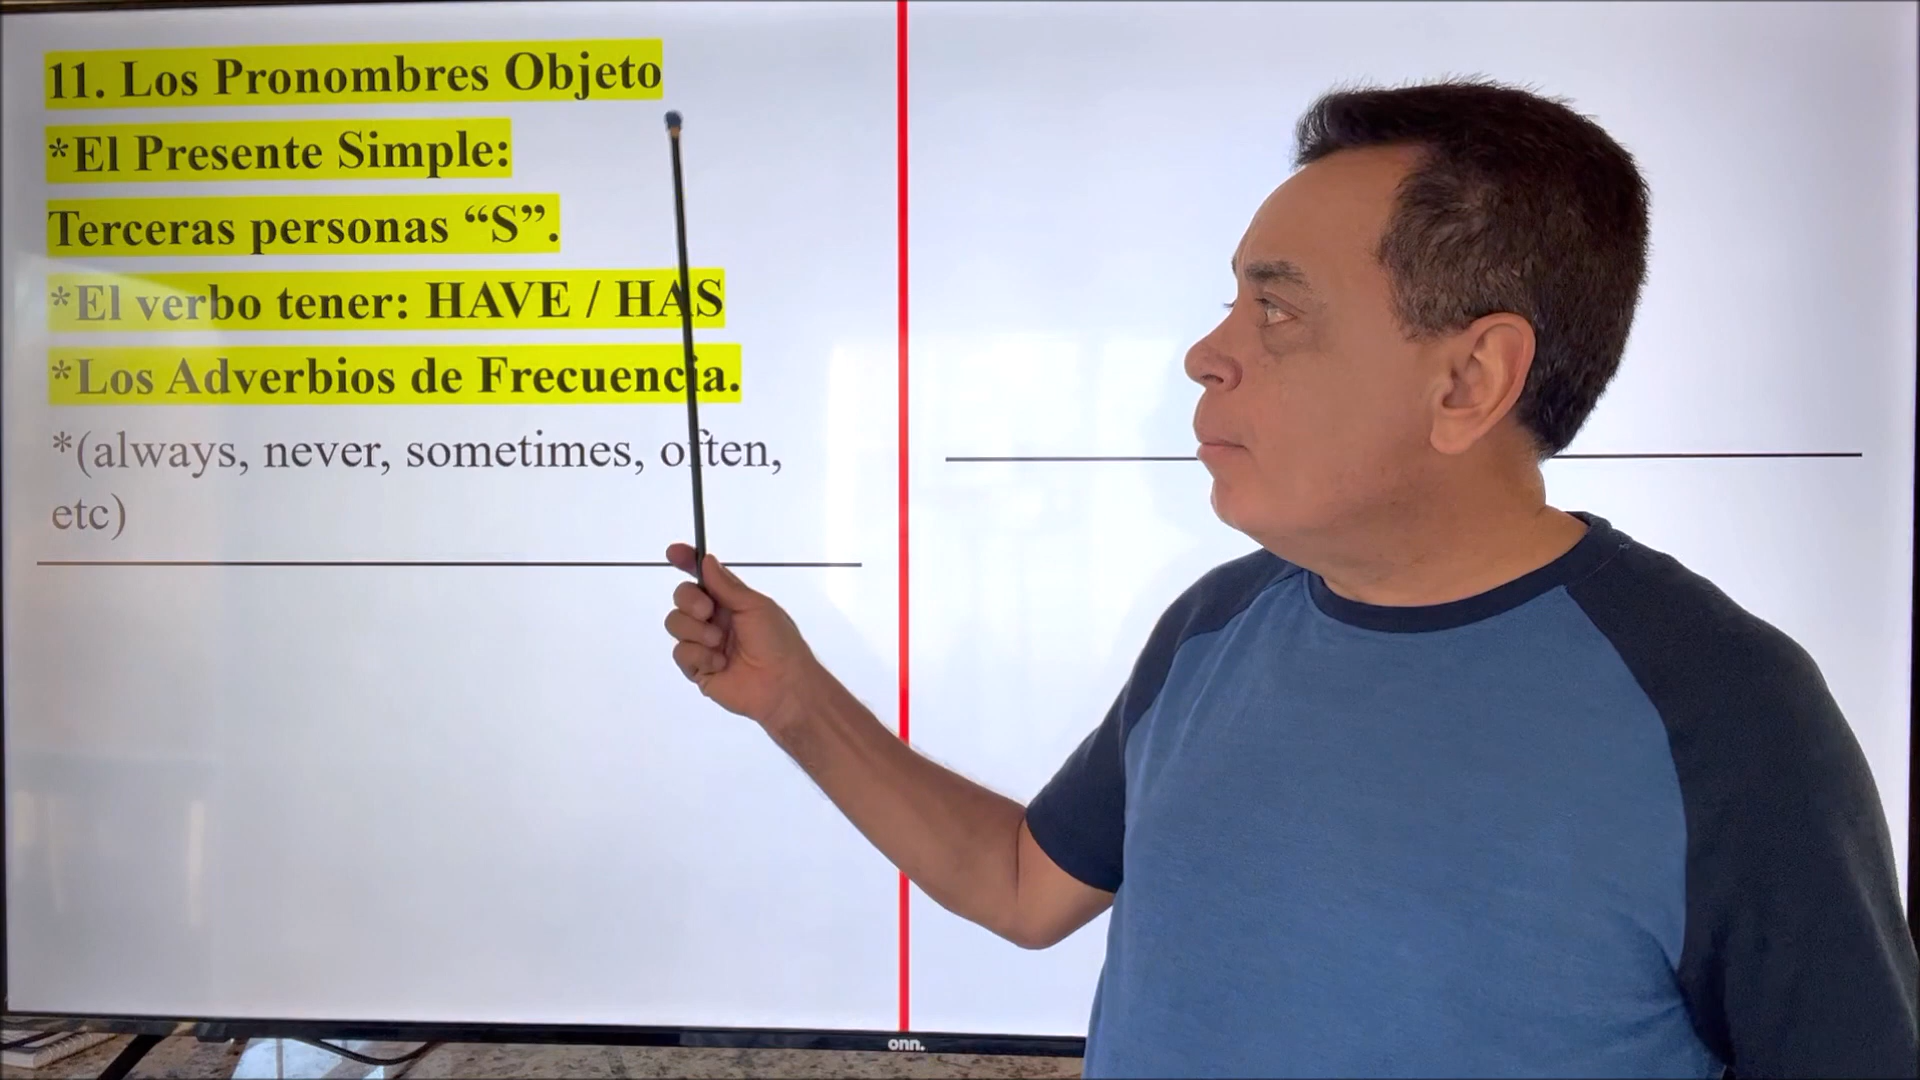 11. Los Pronombres Objeto
*El Presente Simple:
Terceras personas “S”.
*El verbo tener: HAVE / HAS
*Los Adverbios de Frecuencia.
*(always, never, sometimes, often,
etc)
onn.